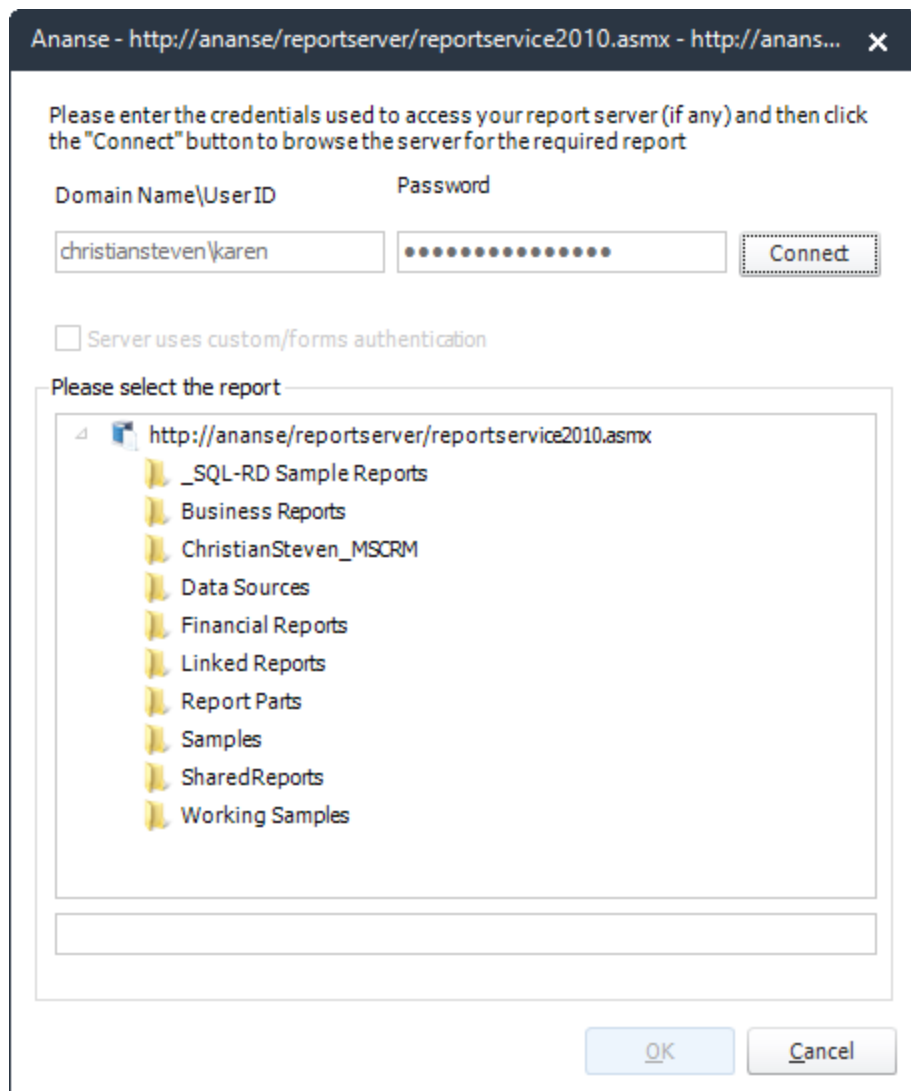 Ananse - http://ananse/reportserver/reportservice2010.asmx - http://anans...
Please enter the credentials used to access your report server (if any) and then click
the "Connect" button to browse the server for the required report
Domain Name\UserID
Password
christiansteven\karen
●●●●●●●●●●●●●●●
Connect
Server uses custom/forms authentication
Please select the report
http://ananse/reportserver/reportservice2010.asmx
_SQL-RD Sample Reports
Business Reports
ChristianSteven_MSCRM
Data Sources
Financial Reports
Linked Reports
Report Parts
Samples
SharedReports
Working Samples
OK
Cancel